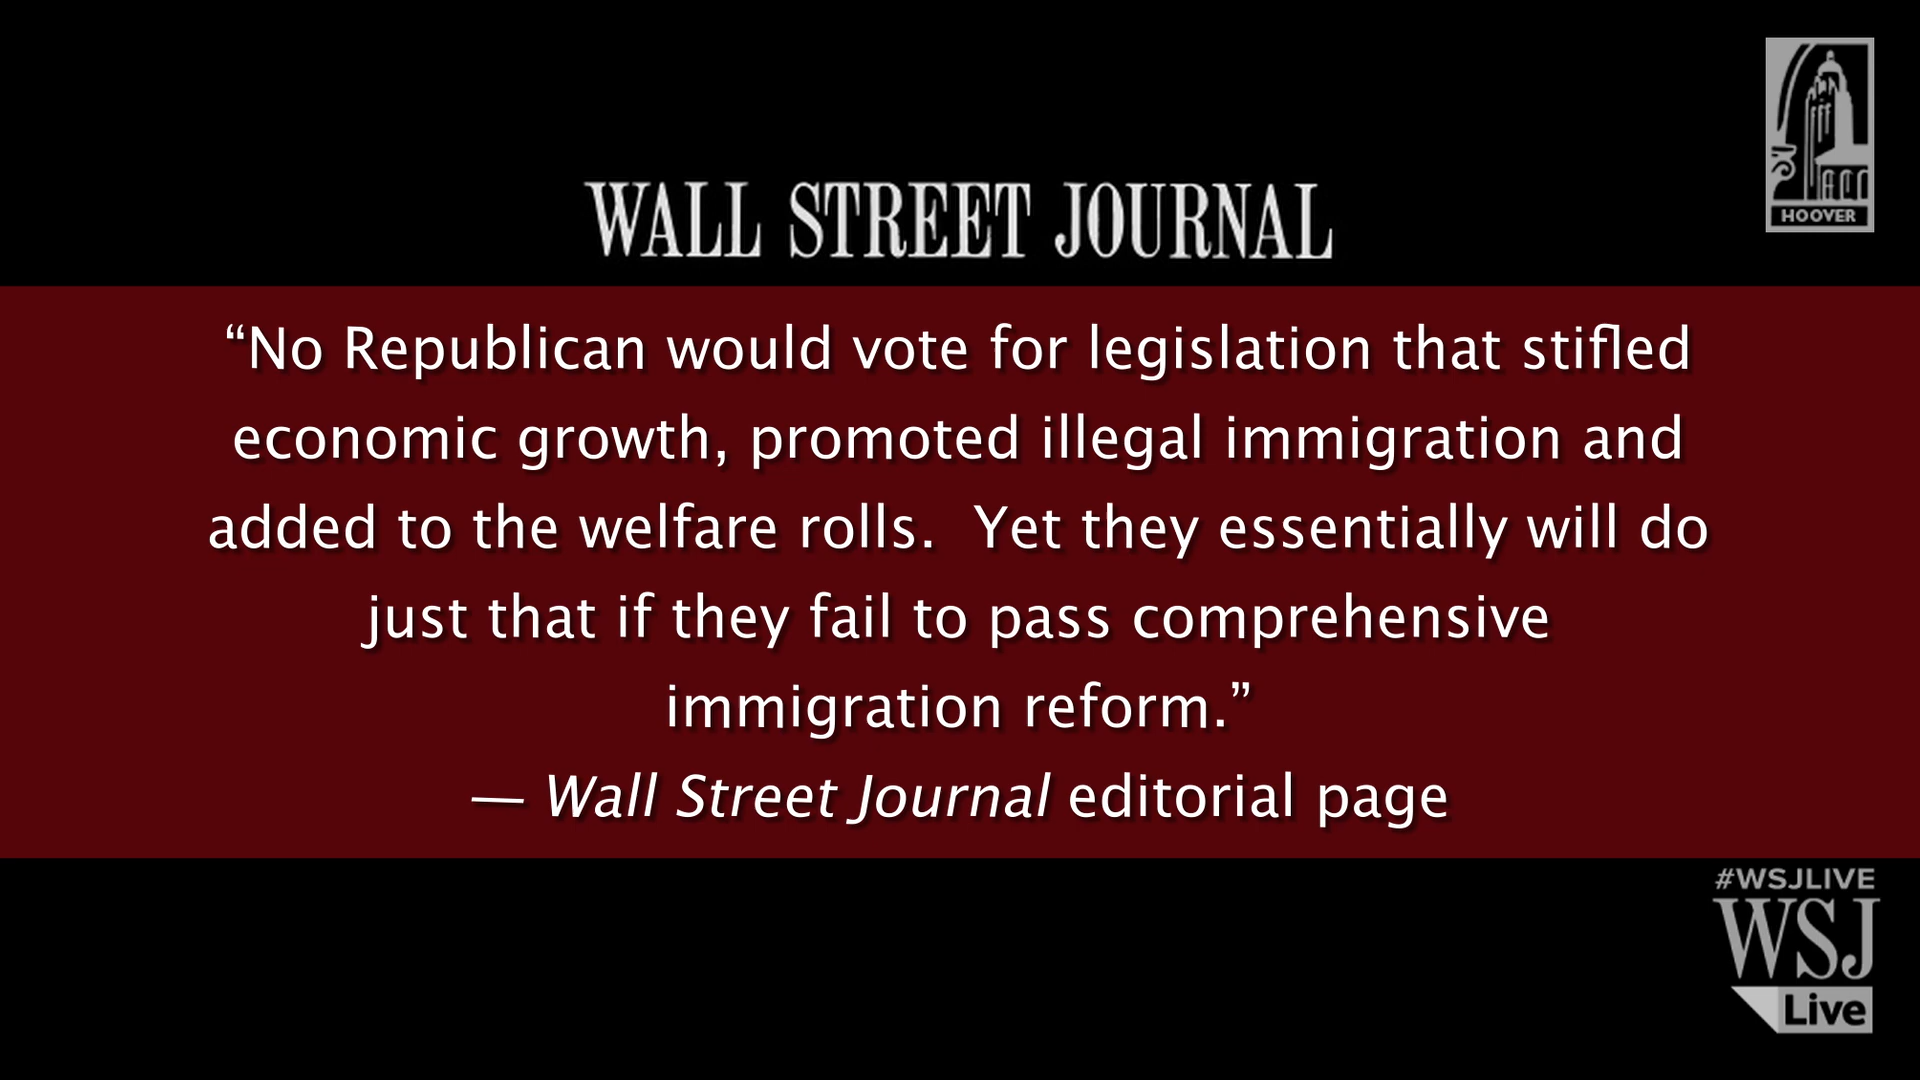 HOOVER
WALL STREET JOURNAL
“No Republican would vote for legislation that stifled
economic growth, promoted illegal immigration and
added to the welfare rolls.  Yet they essentially will do
just that if they fail to pass comprehensive
immigration reform.”
— Wall Street Journal editorial page
#WSJLIVE
WSJ
Live